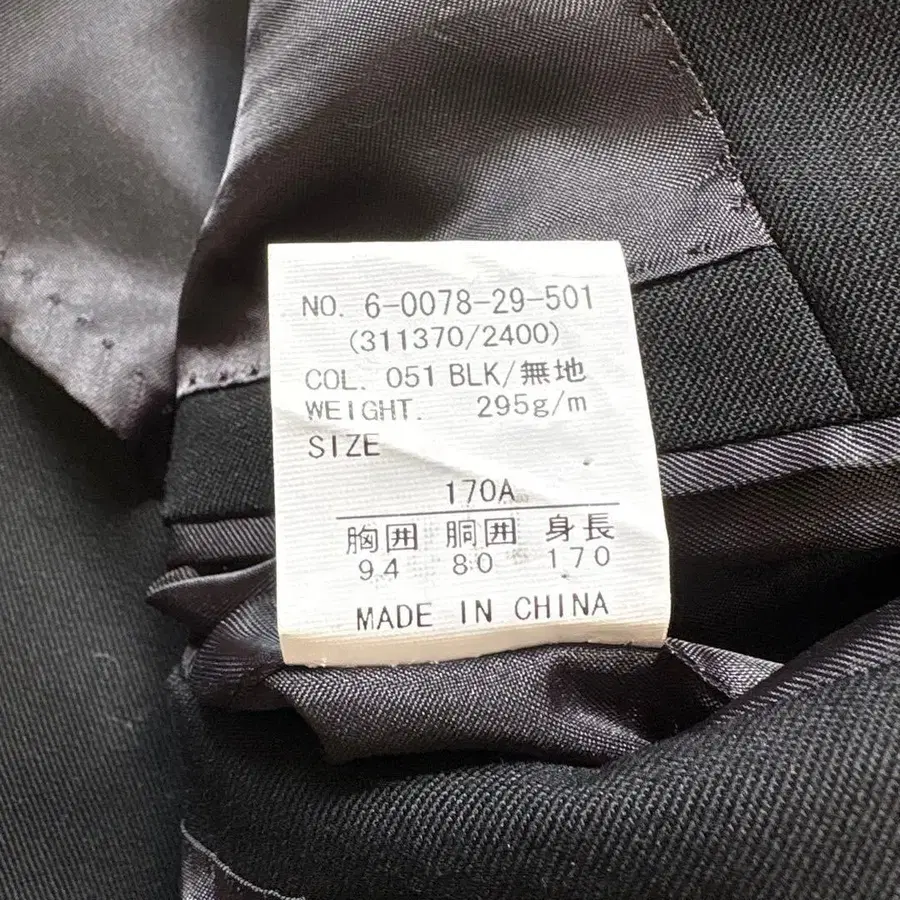 NO. 6-0078-29-501
(311370/2400)
COL. 051 BLK/無地
WEIGHT. 295g/m
SIZE
170A
胸囲 胴囲 身長
94 80 170
MADE IN CHINA